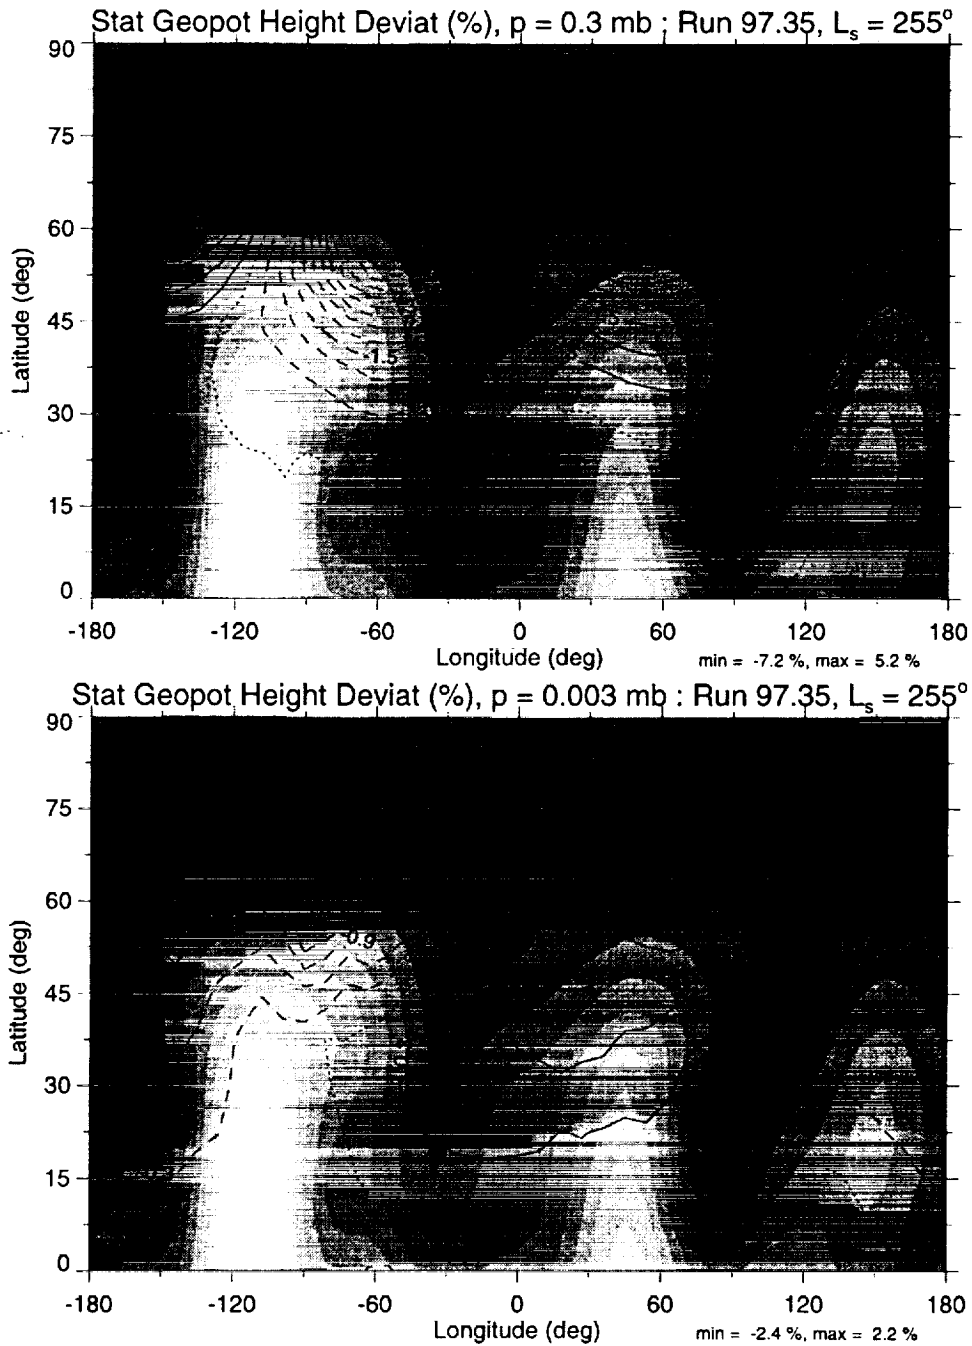 Stat Geopot Height Deviat (%), p = 0.3 mb ; Run 97.35, Ls = 255°
90
75
60
45
30
15
0
Latitude (deg)
-1.5
-180 -120 -60 0 60 120 180
Longitude (deg)
min = -7.2 %, max = 5.2 %
Stat Geopot Height Deviat (%), p = 0.003 mb : Run 97.35, Ls = 255°
90
75
60
45
30
15
0
Latitude (deg)
-0.9
-180 -120 -60 0 60 120 180
Longitude (deg)
min = -2.4 %, max = 2.2 %